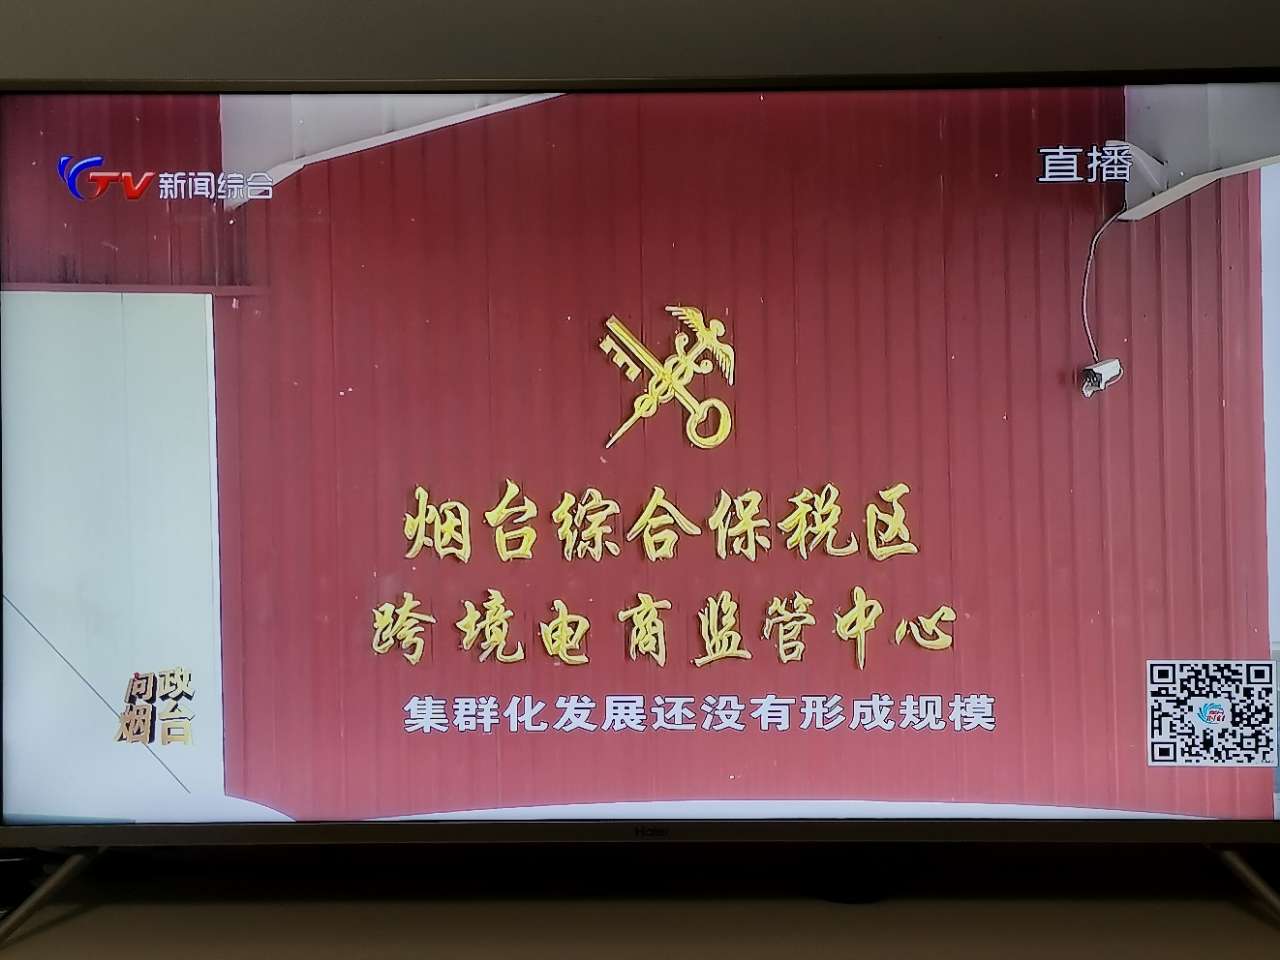 TV新闻综合
直播
烟台综合保税区
跨境电商监管中心
问政
烟台
集群化发展还没有形成规模
Haier